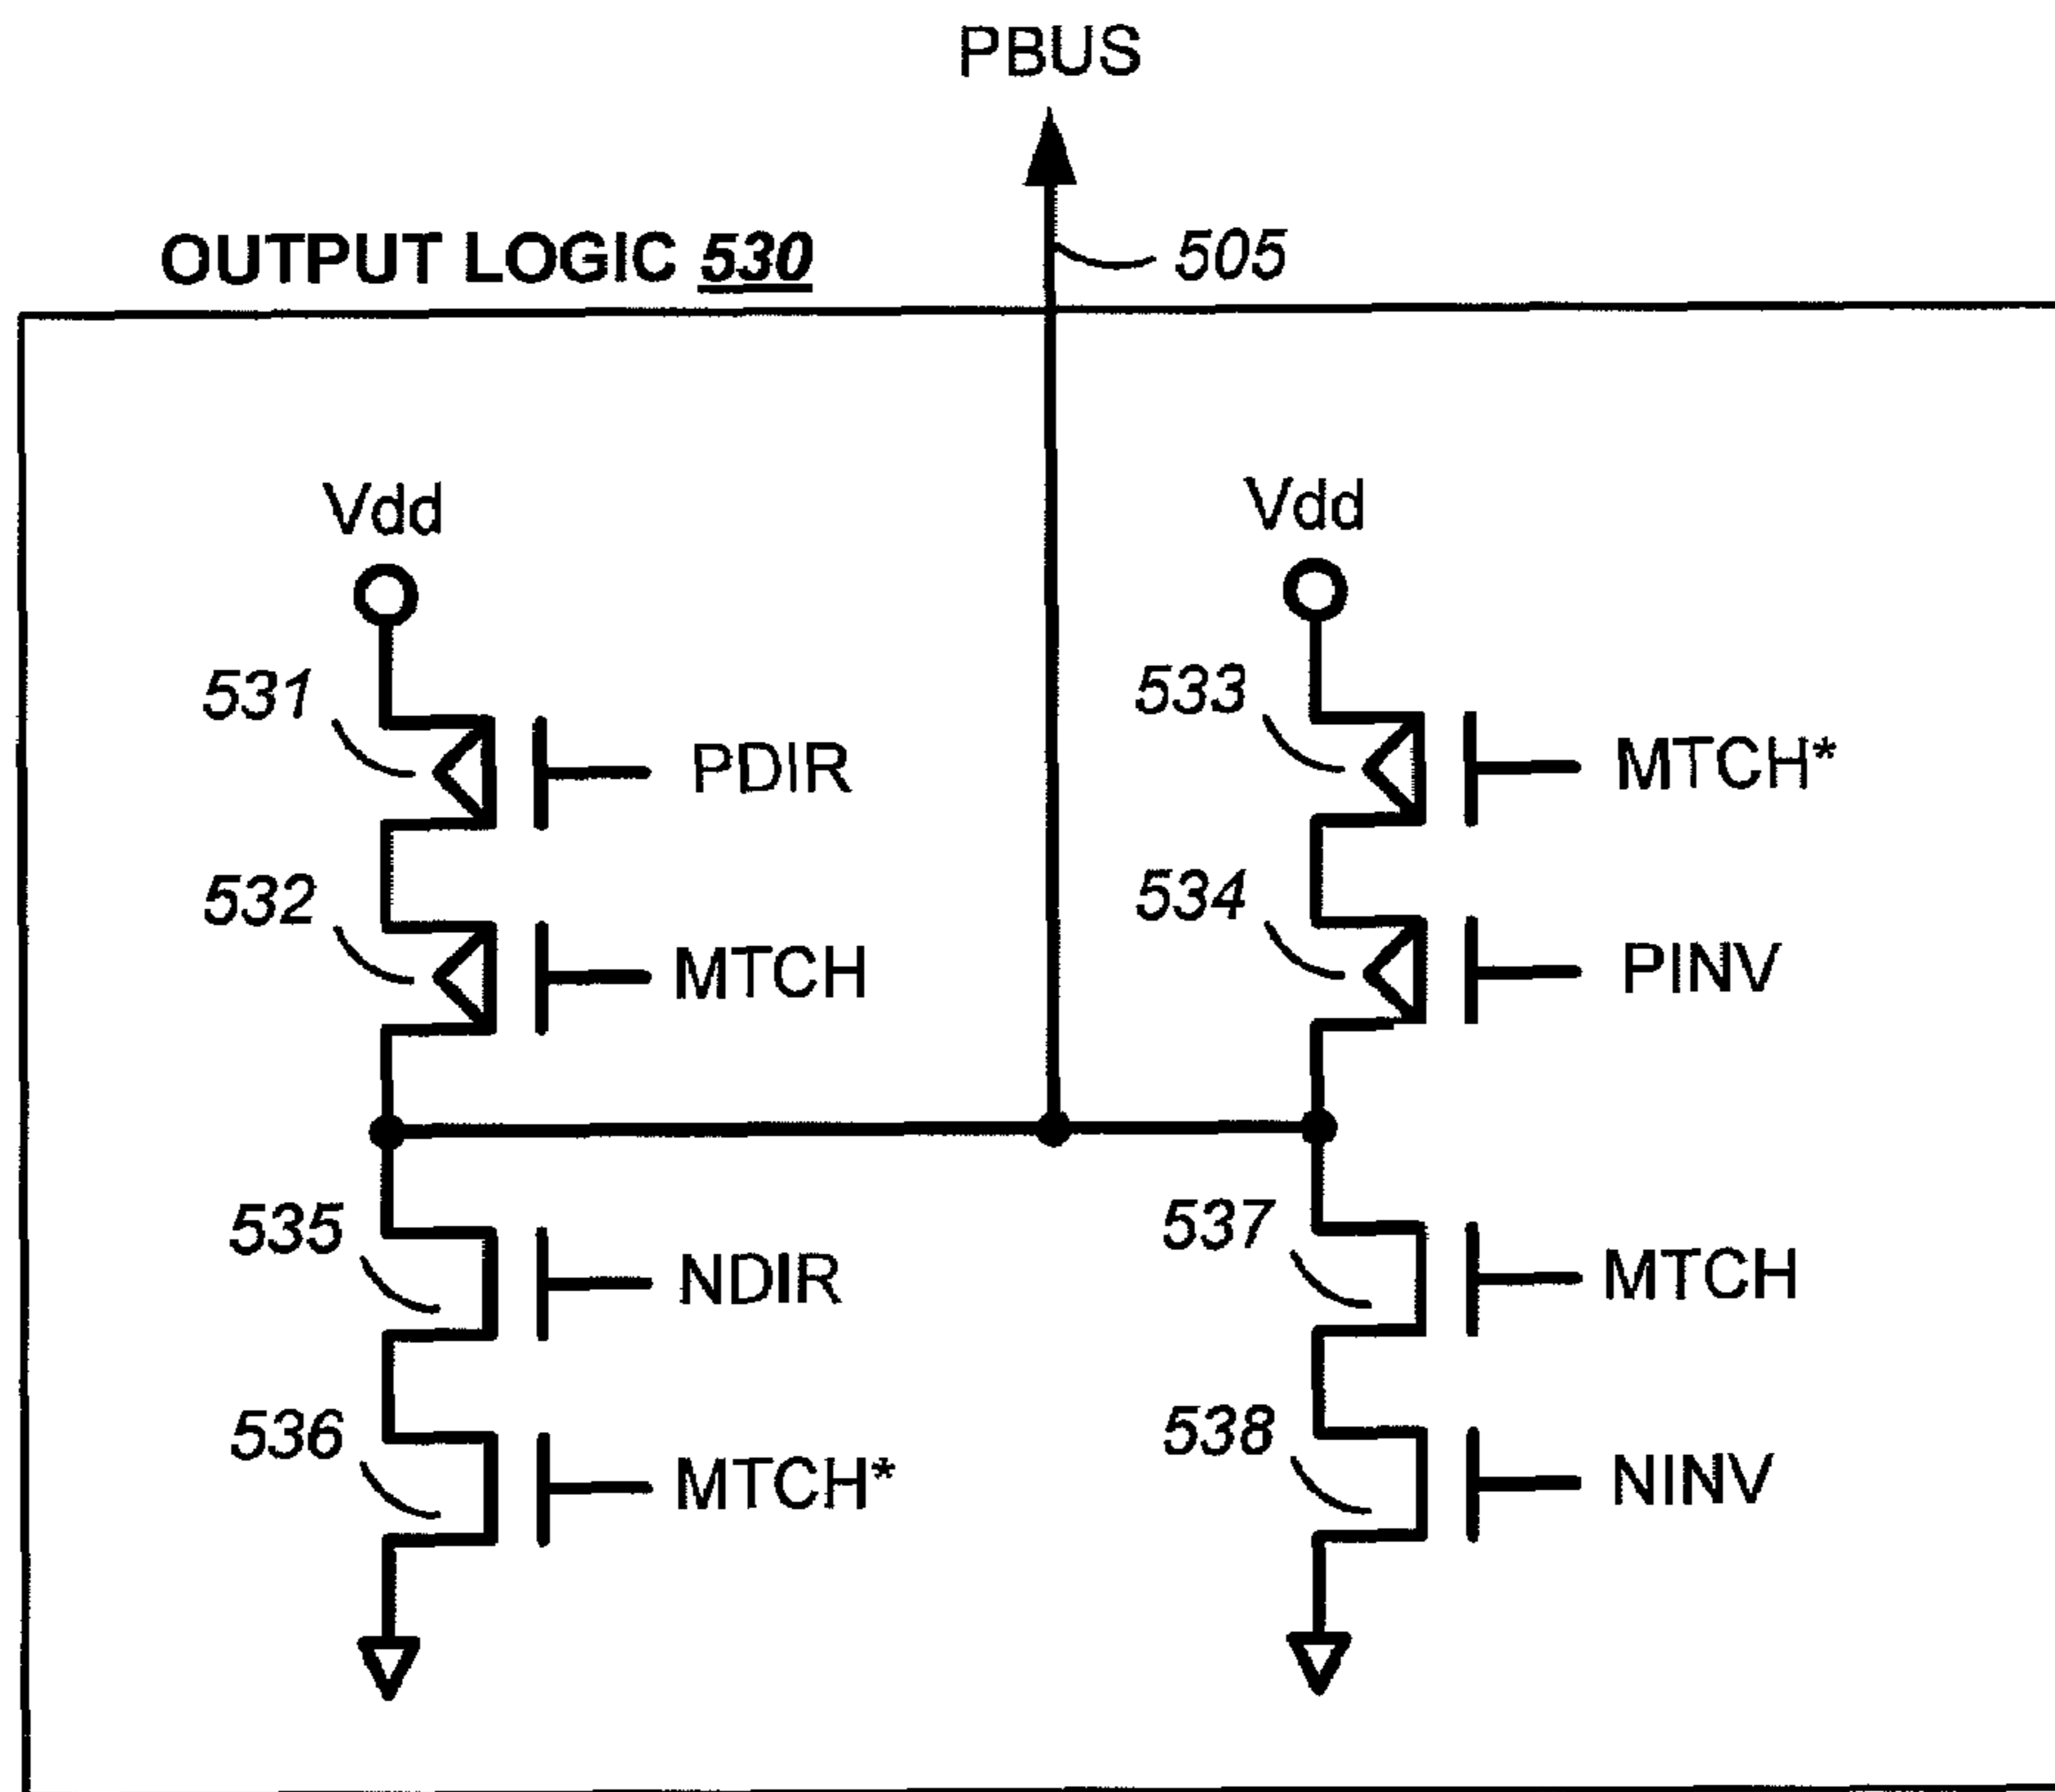 PBUS
OUTPUT LOGIC 530
505
Vdd
Vdd
531
PDIR
533
MTCH*
532
MTCH
534
PINV
535
NDIR
537
MTCH
536
MTCH*
538
NINV